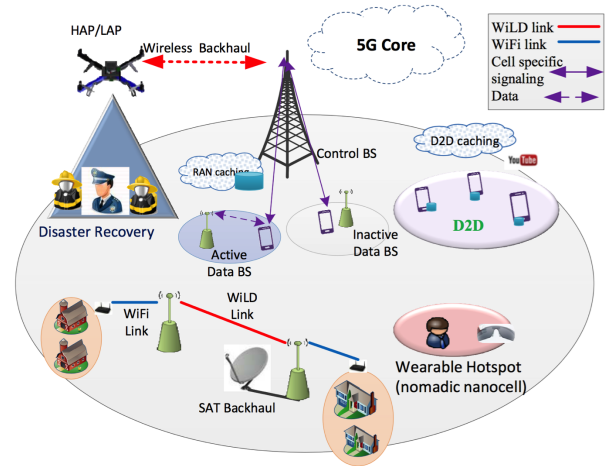 HAP/LAP
Wireless Backhaul
5G Core
WiLD link
WiFi link
Cell specific
signaling
Data
Control BS
RAN caching
D2D caching
YouTube
D2D
Disaster Recovery
Active
Data BS
Inactive
Data BS
WiFi
Link
WiLD
Link
SAT Backhaul
Wearable Hotspot
(nomadic nanocell)